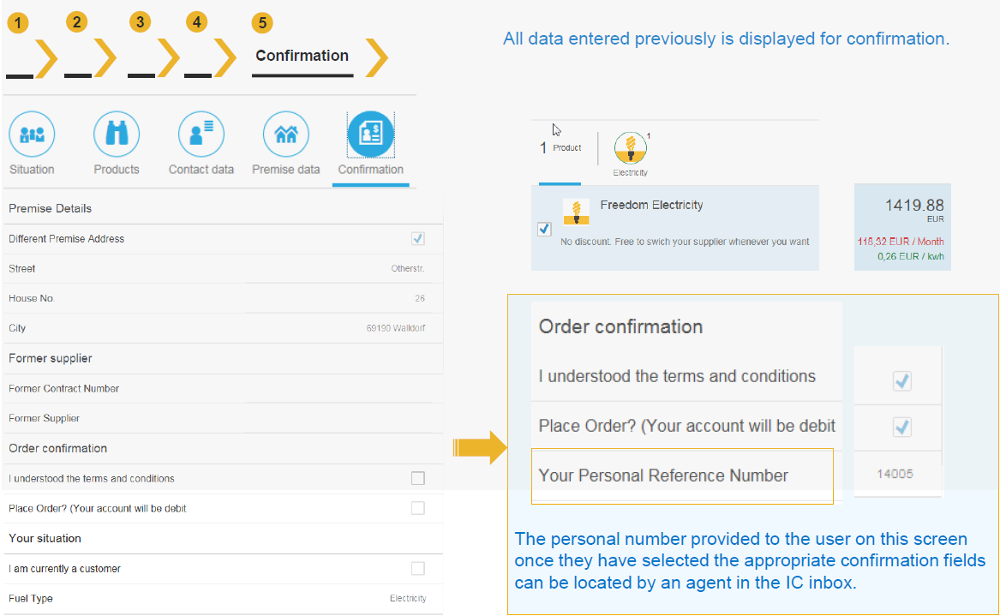 1
2
3
4
5
Confirmation
All data entered previously is displayed for confirmation.
Situation
Products
Contact data
Premise data
Confirmation
Premise Details
Different Premise Address
Street Otherstr.
House No. 26
City 69190 Walldorf
Former supplier
Former Contract Number
Former Supplier
Order confirmation
I understood the terms and conditions
Place Order? (Your account will be debit
Your situation
I am currently a customer
Fuel Type Electricity
1 Product
1
Electricity
Freedom Electricity
No discount. Free to swich your supplier whenever you want
1419.88
EUR
118,32 EUR / Month
0,26 EUR / kwh
Order confirmation
I understood the terms and conditions
Place Order? (Your account will be debit
Your Personal Reference Number 14005
The personal number provided to the user on this screen
once they have selected the appropriate confirmation fields
can be located by an agent in the IC inbox.